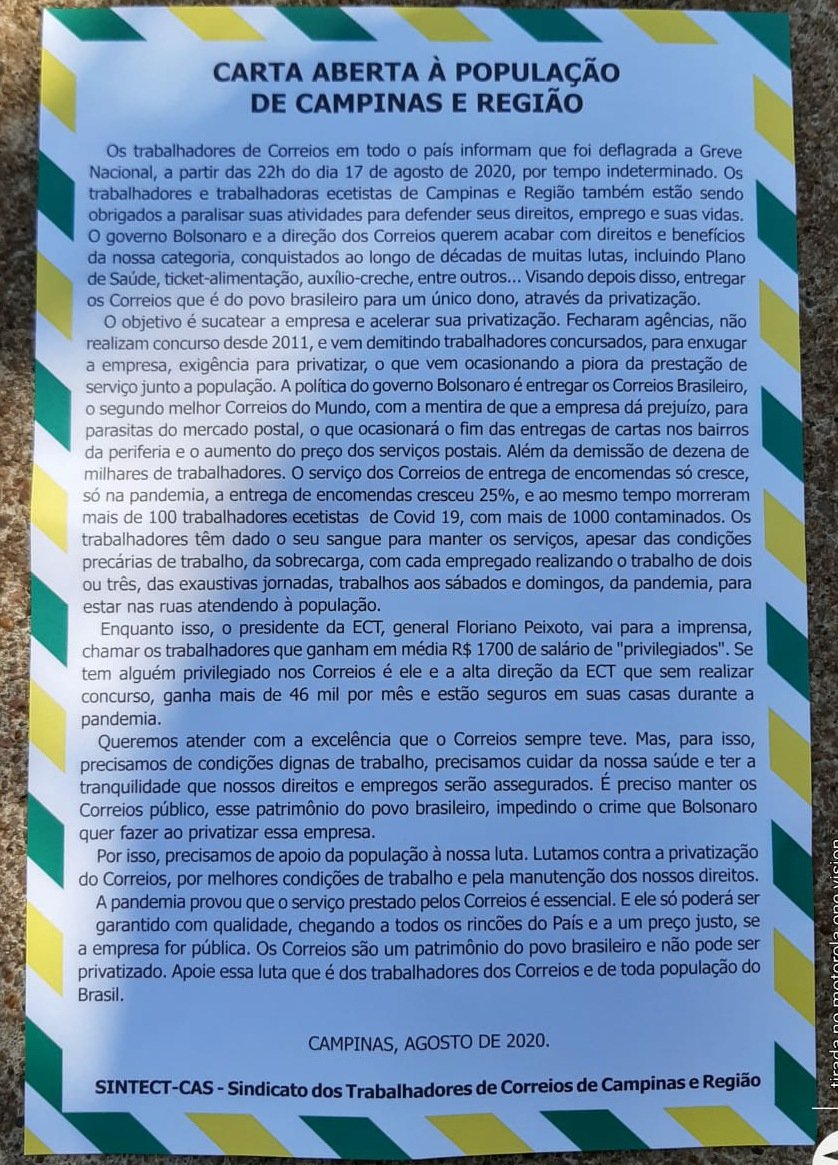 CARTA ABERTA À POPULAÇÃO
DE CAMPINAS E REGIÃO
Os trabalhadores de Correios em todo o país informam que foi deflagrada a Greve
Nacional, a partir das 22h do dia 17 de agosto de 2020, por tempo indeterminado. Os
trabalhadores e trabalhadoras ecetistas de Campinas e Região também estão sendo
obrigados a paralisar suas atividades para defender seus direitos, emprego e suas vidas.
O governo Bolsonaro e a direção dos Correios querem acabar com direitos e benefícios
da nossa categoria, conquistados ao longo de décadas de muitas lutas, incluindo Plano
de Saúde, ticket-alimentação, auxílio-creche, entre outros... Visando depois disso, entregar
os Correios que é do povo brasileiro para um único dono, através da privatização.
O objetivo é sucatear a empresa e acelerar sua privatização. Fecharam agências, não
realizam concurso desde 2011, e vem demitindo trabalhadores concursados, para enxugar
a empresa, exigência para privatizar, o que vem ocasionando a piora da prestação de
serviço junto a população. A política do governo Bolsonaro é entregar os Correios Brasileiro,
o segundo melhor Correios do Mundo, com a mentira de que a empresa dá prejuízo, para
parasitas do mercado postal, o que ocasionará o fim das entregas de cartas nos bairros
da periferia e o aumento do preço dos serviços postais. Além da demissão de dezena de
milhares de trabalhadores. O serviço dos Correios de entrega de encomendas só cresce,
só na pandemia, a entrega de encomendas cresceu 25%, e ao mesmo tempo morreram
mais de 100 trabalhadores ecetistas de Covid 19, com mais de 1000 contaminados. Os
trabalhadores têm dado o seu sangue para manter os serviços, apesar das condições
precárias de trabalho, da sobrecarga, com cada empregado realizando o trabalho de dois
ou três, das exaustivas jornadas, trabalhos aos sábados e domingos, da pandemia, para
estar nas ruas atendendo à população.
Enquanto isso, o presidente da ECT, general Floriano Peixoto, vai para a imprensa,
chamar os trabalhadores que ganham em média R$ 1700 de salário de "privilegiados". Se
tem alguém privilegiado nos Correios é ele e a alta direção da ECT que sem realizar
concurso, ganha mais de 46 mil por mês e estão seguros em suas casas durante a
pandemia.
Queremos atender com a excelência que o Correios sempre teve. Mas, para isso,
precisamos de condições dignas de trabalho, precisamos cuidar da nossa saúde e ter a
tranquilidade que nossos direitos e empregos serão assegurados. É preciso manter os
Correios público, esse patrimônio do povo brasileiro, impedindo o crime que Bolsonaro
quer fazer ao privatizar essa empresa.
Por isso, precisamos de apoio da população à nossa luta. Lutamos contra a privatização
do Correios, por melhores condições de trabalho e pela manutenção dos nossos direitos.
A pandemia provou que o serviço prestado pelos Correios é essencial. E ele só poderá ser
garantido com qualidade, chegando a todos os rincões do País e a um preço justo, se
a empresa for pública. Os Correios são um patrimônio do povo brasileiro e não pode ser
privatizado. Apoie essa luta que é dos trabalhadores dos Correios e de toda população do
Brasil.
CAMPINAS, AGOSTO DE 2020.
SINTECT-CAS - Sindicato dos Trabalhadores de Correios de Campinas e Região
tirada no motorola one vision